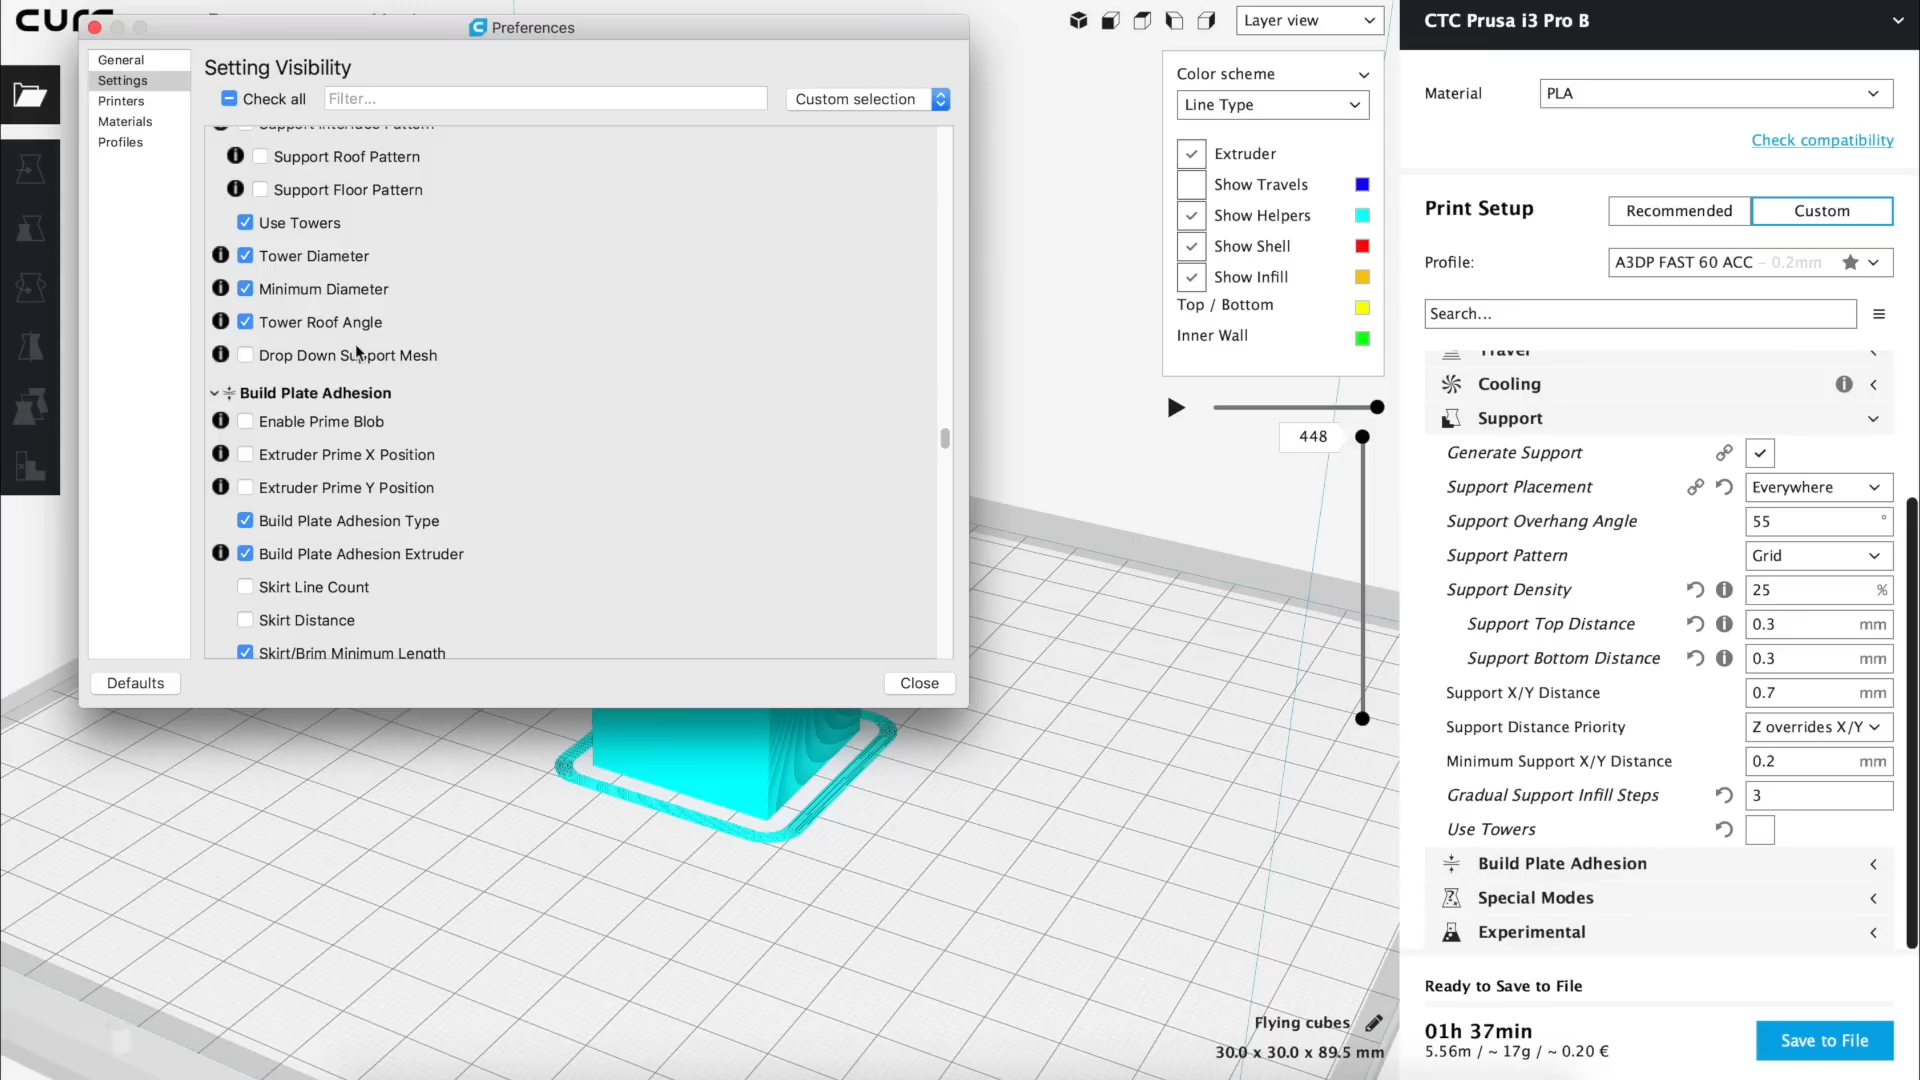 Preferences
General
Settings
Printers
Materials
Profiles
Setting Visibility
Check all
Filter...
Custom selection
Support Interface Pattern
Support Roof Pattern
Support Floor Pattern
Use Towers
Tower Diameter
Minimum Diameter
Tower Roof Angle
Drop Down Support Mesh
Build Plate Adhesion
Enable Prime Blob
Extruder Prime X Position
Extruder Prime Y Position
Build Plate Adhesion Type
Build Plate Adhesion Extruder
Skirt Line Count
Skirt Distance
Skirt/Brim Minimum Length
Defaults
Close
Layer view
Color scheme
Line Type
Extruder
Show Travels
Show Helpers
Show Shell
Show Infill
Top / Bottom
Inner Wall
448
Flying cubes
30.0 x 30.0 x 89.5 mm
CTC Prusa i3 Pro B
Material PLA
Check compatibility
Print Setup Recommended Custom
Profile: A3DP FAST 60 ACC - 0.2mm
Search...
Travel
Cooling
Support
Generate Support
Support Placement Everywhere
Support Overhang Angle 55 °
Support Pattern Grid
Support Density 25 %
Support Top Distance 0.3 mm
Support Bottom Distance 0.3 mm
Support X/Y Distance 0.7 mm
Support Distance Priority Z overrides X/Y
Minimum Support X/Y Distance 0.2 mm
Gradual Support Infill Steps 3
Use Towers
Build Plate Adhesion
Special Modes
Experimental
Ready to Save to File
01h 37min
5.56m / ~ 17g / ~ 0.20 €
Save to File